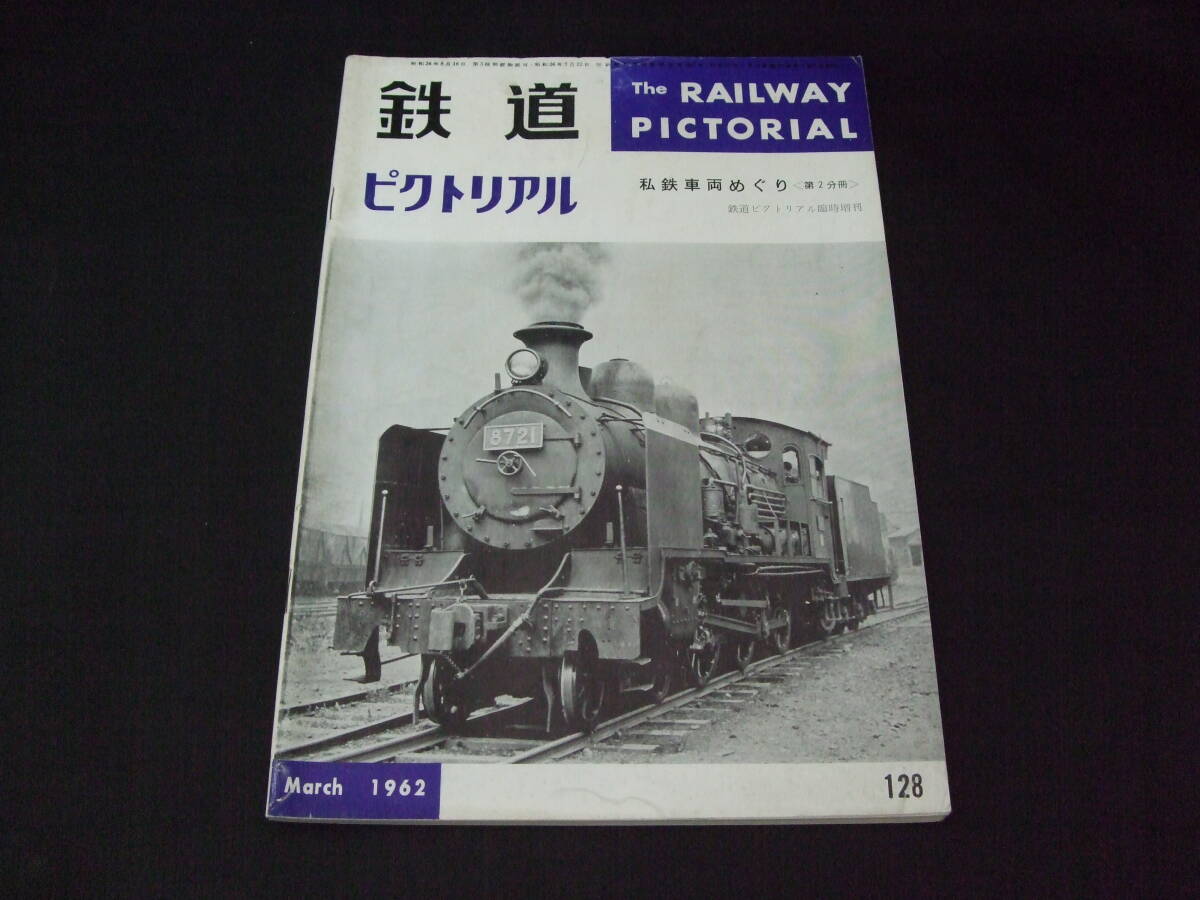 鉄道
ピクトリアル
The RAILWAY
PICTORIAL
私鉄車両めぐり<第2分冊>
鉄道ピクトリアル臨時増刊
8721
March 1962
128